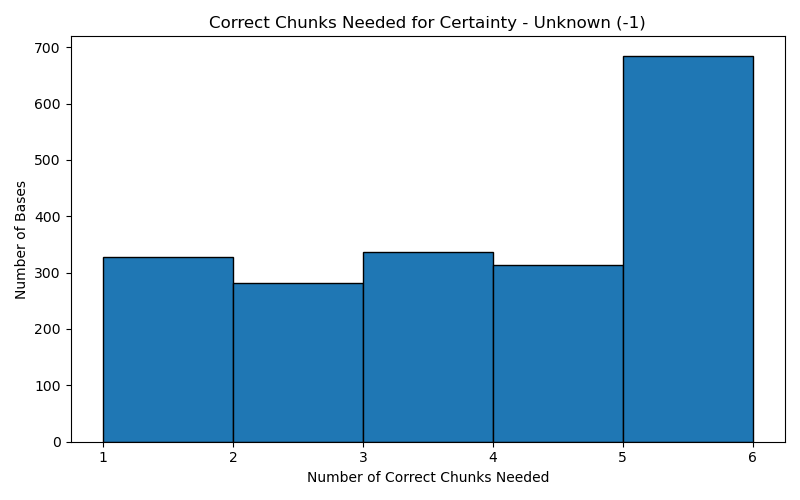 Correct Chunks Needed for Certainty - Unknown (-1)
Number of Bases
700
600
500
400
300
200
100
0
1 2 3 4 5 6
Number of Correct Chunks Needed